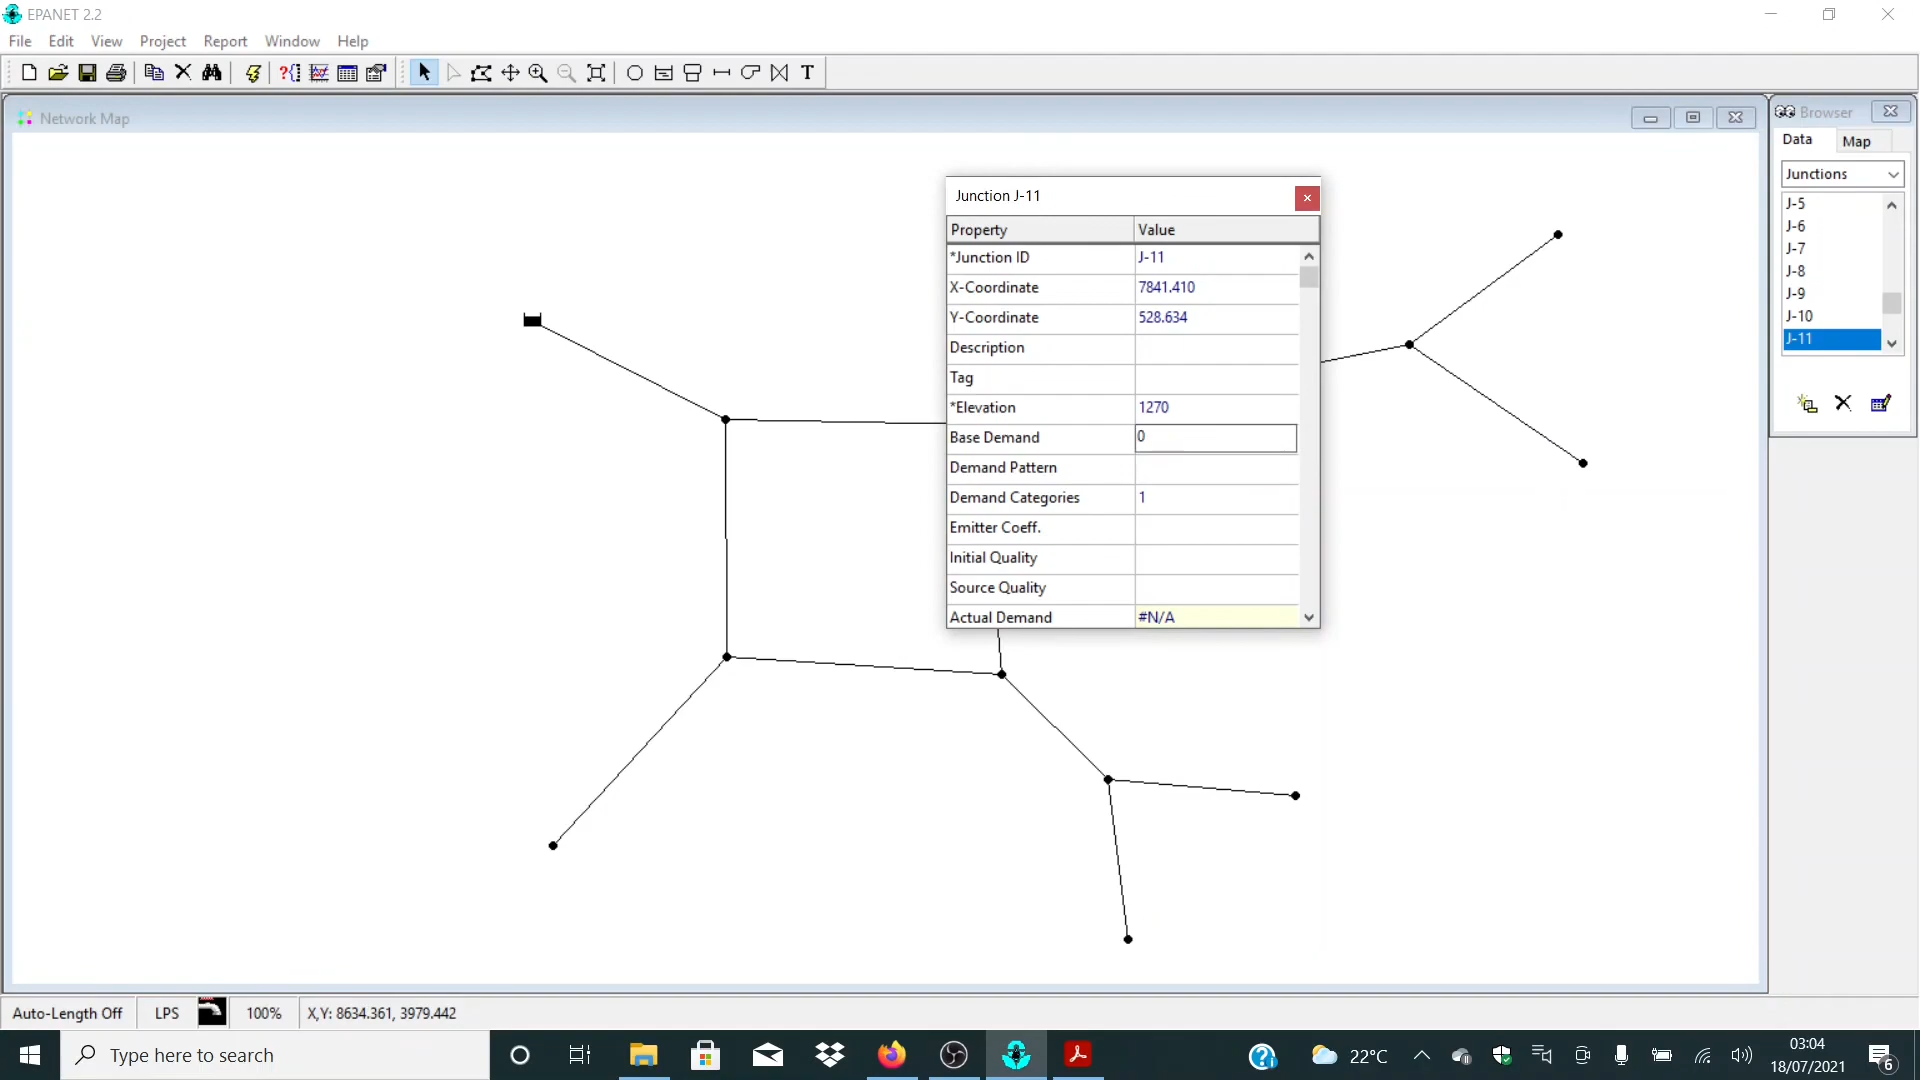 EPANET 2.2
File Edit View Project Report Window Help
T
Network Map
Browser
Data Map
Junctions
J-5
J-6
J-7
J-8
J-9
J-10
J-11
Junction J-11
Property Value
*Junction ID J-11
X-Coordinate 7841.410
Y-Coordinate 528.634
Description
Tag
*Elevation 1270
Base Demand 0
Demand Pattern
Demand Categories 1
Emitter Coeff.
Initial Quality
Source Quality
Actual Demand #N/A
Auto-Length Off LPS 100% X,Y: 8634.361, 3979.442
Type here to search
22°C
03:04
18/07/2021
6